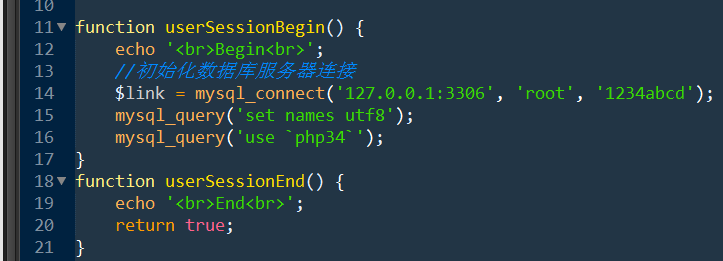 10
11 function userSessionBegin() {
12 echo '<br>Begin<br>';
13 //初始化数据库服务器连接
14 $link = mysql_connect('127.0.0.1:3306', 'root', '1234abcd');
15 mysql_query('set names utf8');
16 mysql_query('use `php34`');
17 }
18 function userSessionEnd() {
19 echo '<br>End<br>';
20 return true;
21 }